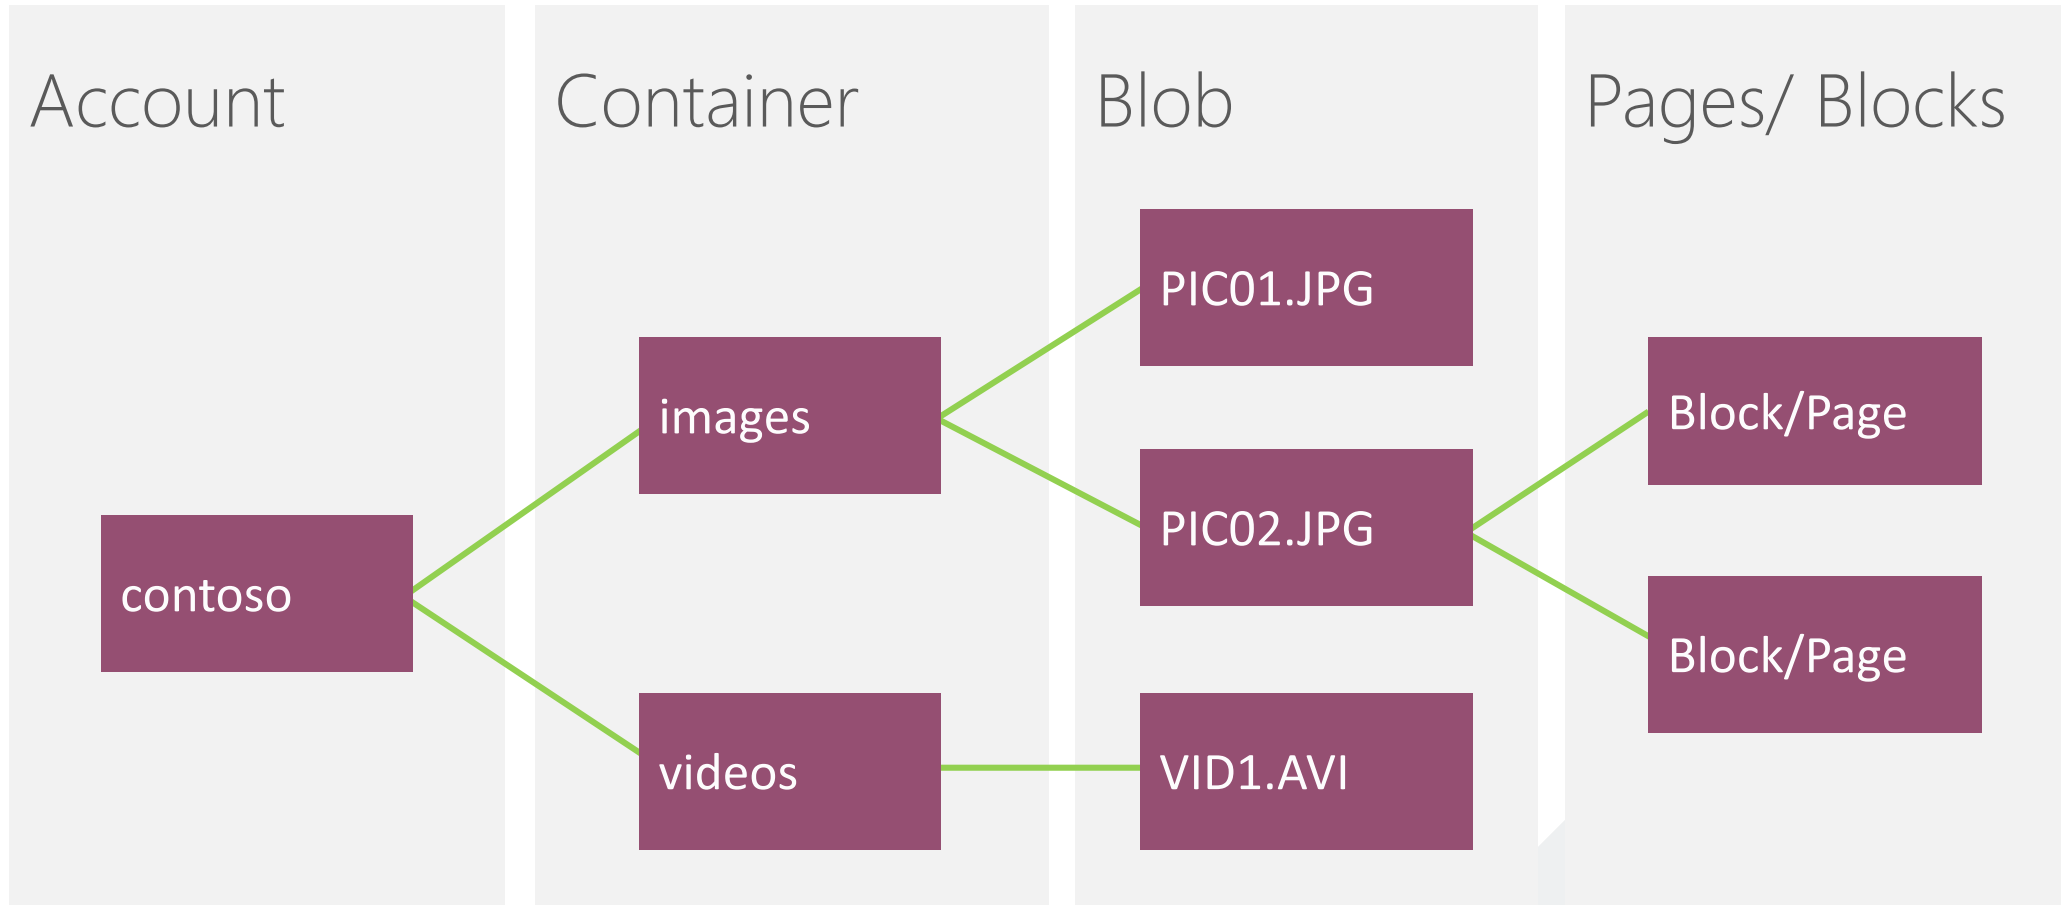 Account
Container
Blob
Pages/ Blocks
contoso
images
videos
PIC01.JPG
PIC02.JPG
VID1.AVI
Block/Page
Block/Page